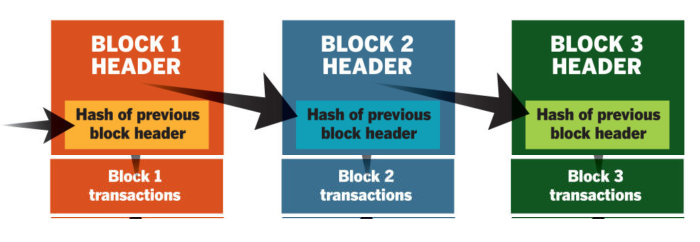 BLOCK 1
HEADER
Hash of previous
block header
Block 1
transactions
BLOCK 2
HEADER
Hash of previous
block header
Block 2
transactions
BLOCK 3
HEADER
Hash of previous
block header
Block 3
transactions